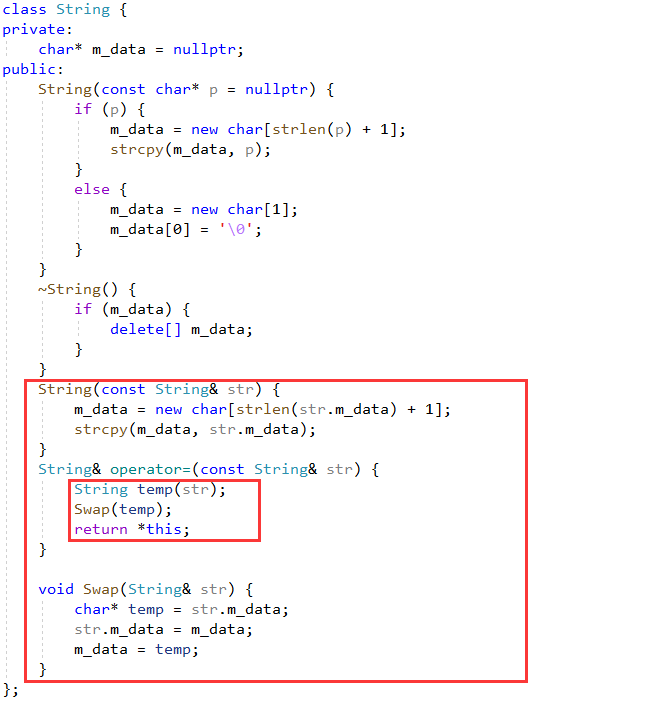 class String {
private:
    char* m_data = nullptr;
public:
    String(const char* p = nullptr) {
        if (p) {
            m_data = new char[strlen(p) + 1];
            strcpy(m_data, p);
        }
        else {
            m_data = new char[1];
            m_data[0] = '\0';
        }
    }
    ~String() {
        if (m_data) {
            delete[] m_data;
        }
    }
    String(const String& str) {
        m_data = new char[strlen(str.m_data) + 1];
        strcpy(m_data, str.m_data);
    }
    String& operator=(const String& str) {
        String temp(str);
        Swap(temp);
        return *this;
    }

    void Swap(String& str) {
        char* temp = str.m_data;
        str.m_data = m_data;
        m_data = temp;
    }
};